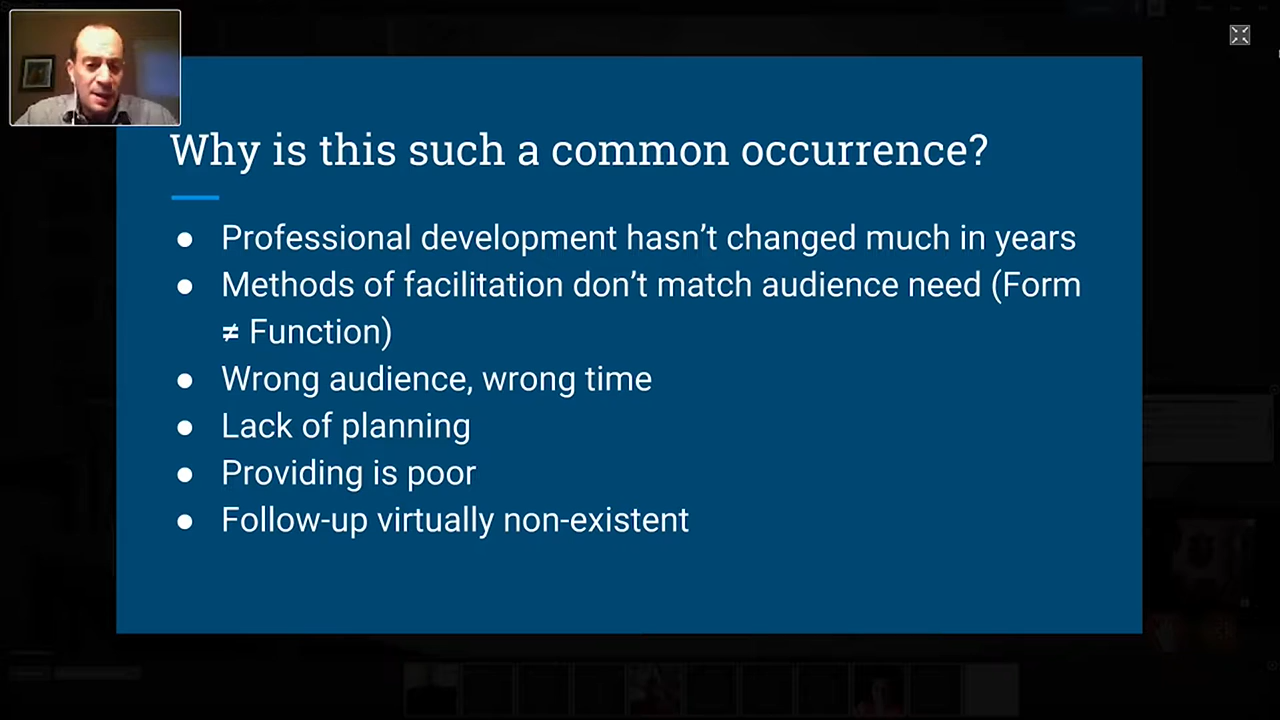 Why is this such a common occurrence?
● Professional development hasn't changed much in years
● Methods of facilitation don't match audience need (Form
≠ Function)
● Wrong audience, wrong time
● Lack of planning
● Providing is poor
● Follow-up virtually non-existent